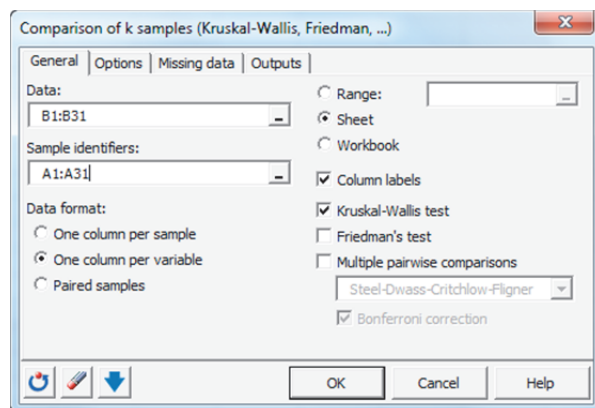 Comparison of k samples (Kruskal-Wallis, Friedman, ...)
General Options Missing data Outputs
Data:
B1:B31
Sample identifiers:
A1:A31
Data format:
One column per sample
One column per variable
Paired samples
Range:
Sheet
Workbook
Column labels
Kruskal-Wallis test
Friedman's test
Multiple pairwise comparisons
Steel-Dwass-Critchlow-Fligner
Bonferroni correction
OK Cancel Help